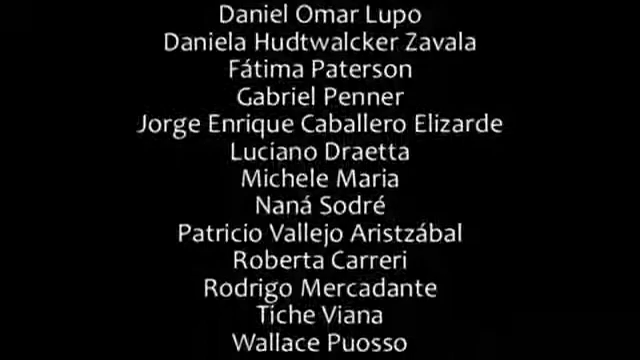 Daniel Omar Lupo
Daniela Hudtwalcker Zavala
Fátima Paterson
Gabriel Penner
Jorge Enrique Caballero Elizarde
Luciano Draetta
Michele Maria
Naná Sodré
Patricio Vallejo Aristzábal
Roberta Carreri
Rodrigo Mercadante
Tiche Viana
Wallace Puosso